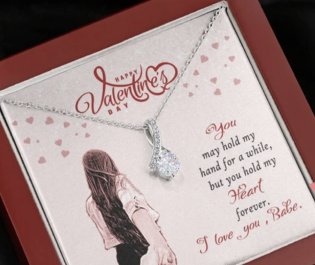 HAPPY
Valentine's
DAY
You
may hold my
hand for a while,
but you hold my
Heart
forever.
I love you , Babe.